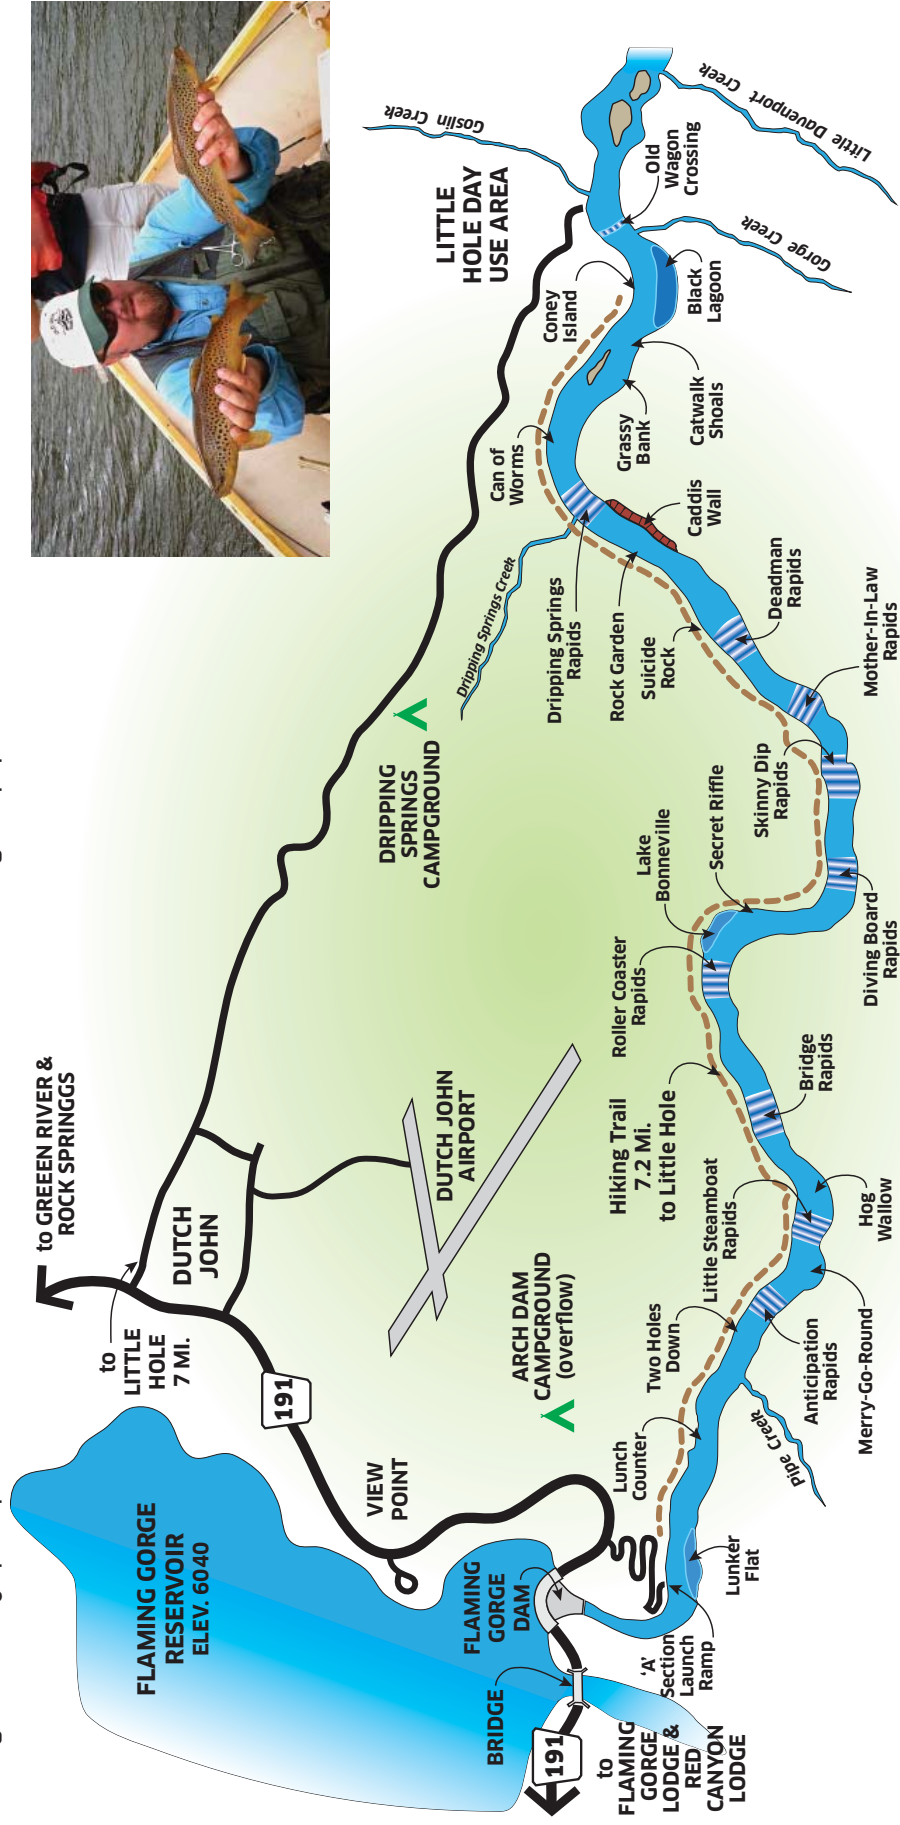 to GREEN RIVER &
ROCK SPRINGGS
to
LITTLE
HOLE
7 MI.
DUTCH
JOHN
191
FLAMING GORGE
RESERVOIR
ELEV. 6040
VIEW
POINT
DUTCH JOHN
AIRPORT
DRIPPING
SPRINGS
CAMPGROUND
LITTLE
HOLE DAY
USE AREA
Goslin Creek
Little Davenport Creek
Old
Wagon
Crossing
Gorge Creek
Black
Lagoon
Coney
Island
Catwalk
Shoals
Grassy
Bank
Can of
Worms
Caddis
Wall
Dripping Springs Creek
Dripping Springs
Rapids
Rock Garden
Suicide
Rock
Deadman
Rapids
Mother-In-Law
Rapids
Skinny Dip
Rapids
Secret Riffle
Lake
Bonneville
Diving Board
Rapids
Roller Coaster
Rapids
Hiking Trail
7.2 Mi.
to Little Hole
Bridge
Rapids
Little Steamboat
Rapids
Hog
Wallow
Merry-Go-Round
Anticipation
Rapids
Two Holes
Down
ARCH DAM
CAMPGROUND
(overflow)
Pipe Creek
Lunch
Counter
Lunker
Flat
'A'
Section
Launch
Ramp
FLAMING
GORGE
DAM
BRIDGE
191
to
FLAMING
GORGE
LODGE &
RED
CANYON
LODGE